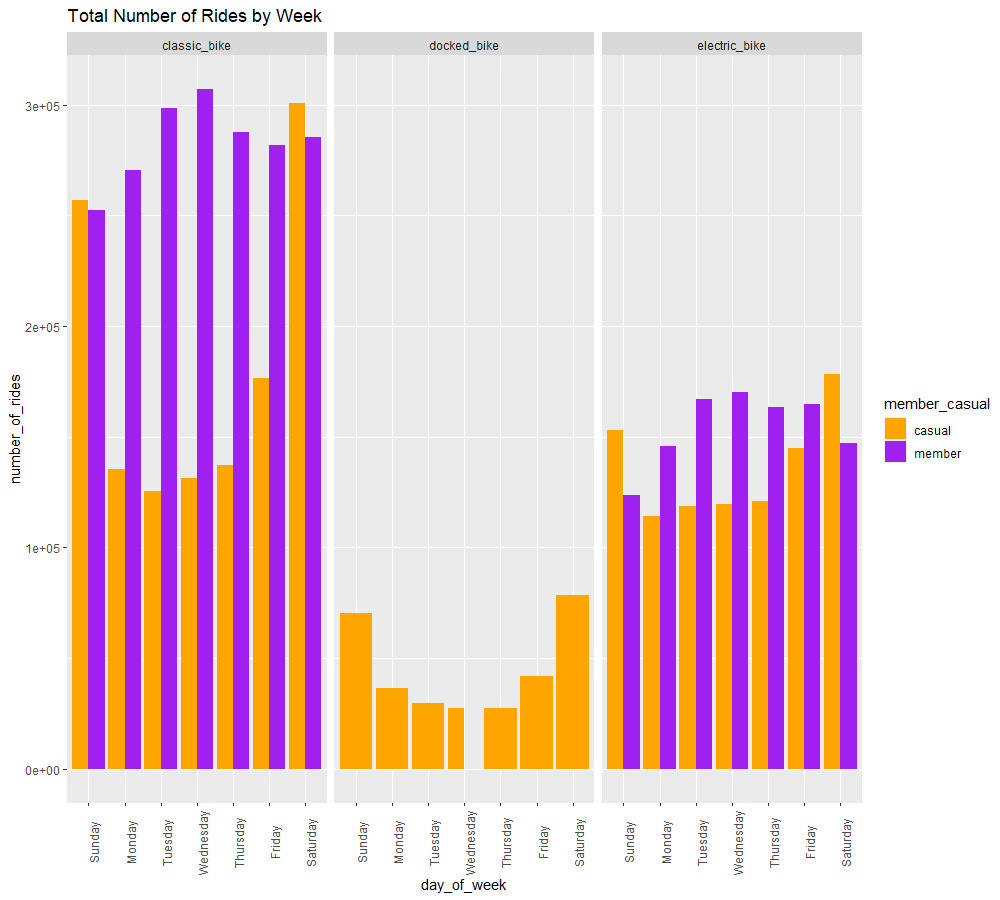 Total Number of Rides by Week
classic_bike
docked_bike
electric_bike
3e+05
2e+05
1e+05
0e+00
number_of_rides
Sunday
Monday
Tuesday
Wednesday
Thursday
Friday
Saturday
Sunday
Monday
Tuesday
Wednesday
Thursday
Friday
Saturday
Sunday
Monday
Tuesday
Wednesday
Thursday
Friday
Saturday
day_of_week
member_casual
casual
member